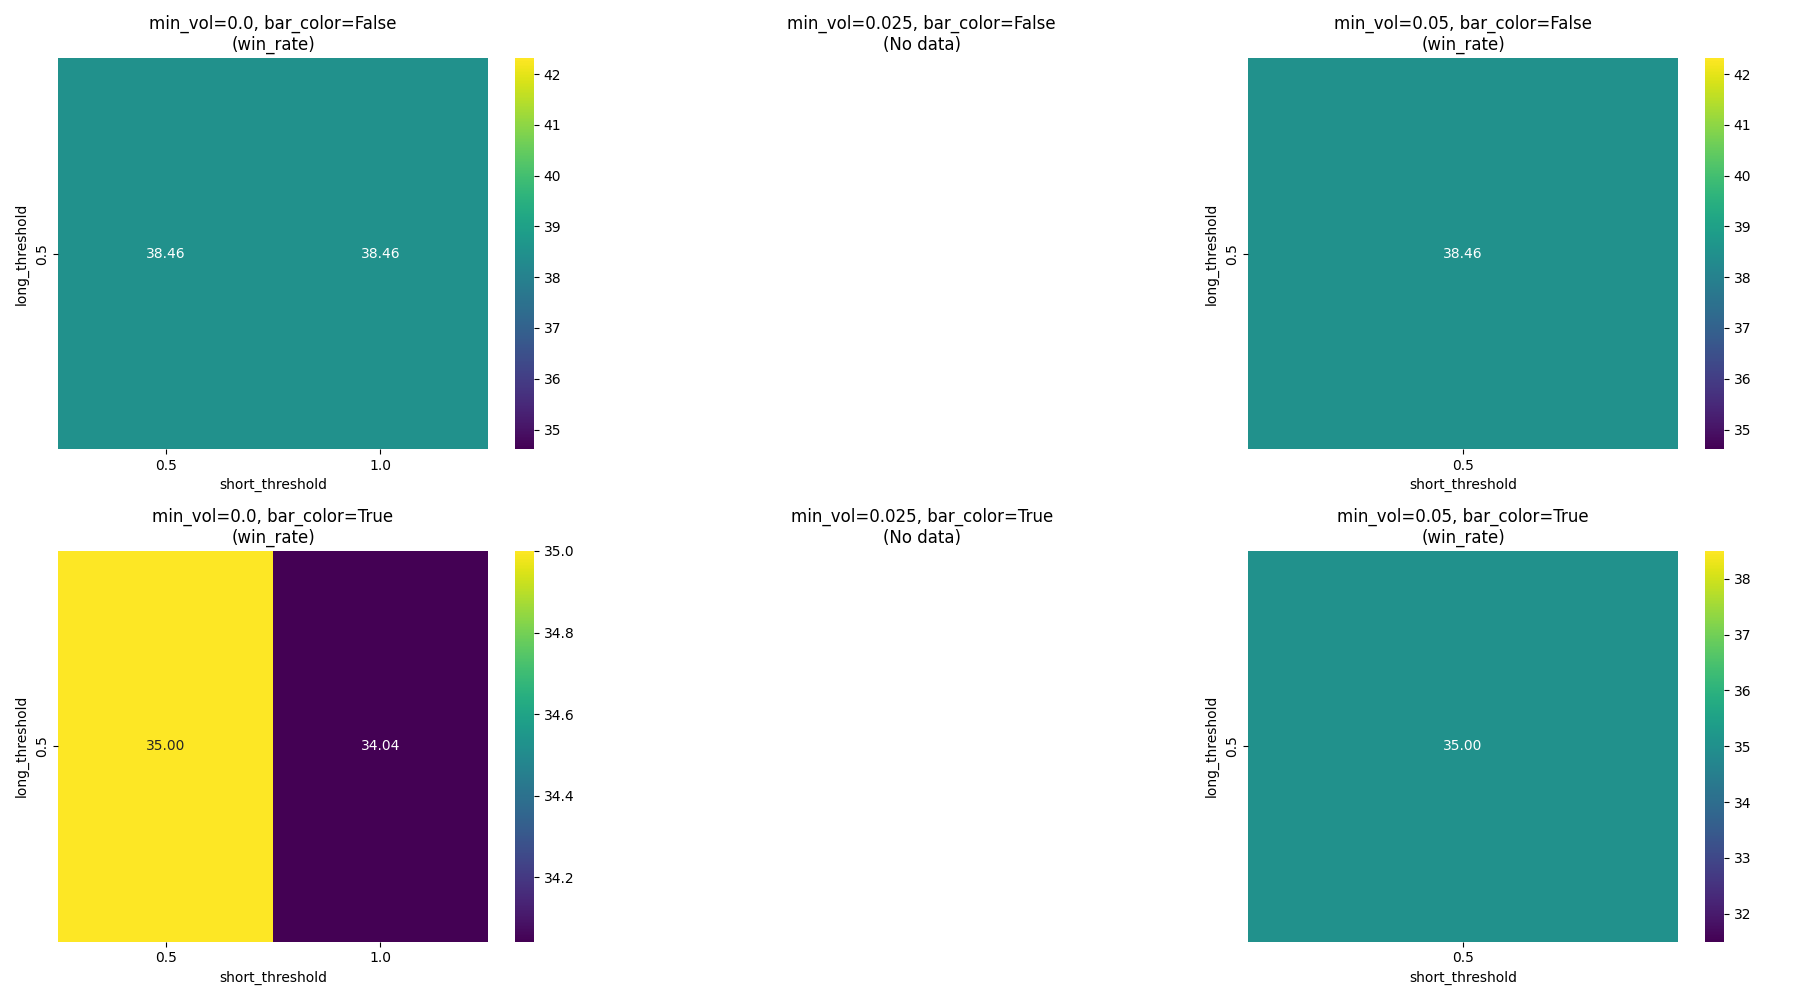 min_vol=0.0, bar_color=False
(win_rate)
42
41
40
39
38
37
36
35
long_threshold
0.5
38.46
38.46
0.5
1.0
short_threshold
min_vol=0.025, bar_color=False
(No data)
min_vol=0.05, bar_color=False
(win_rate)
42
41
40
39
38
37
36
35
long_threshold
0.5
38.46
0.5
short_threshold
min_vol=0.0, bar_color=True
(win_rate)
35.0
34.8
34.6
34.4
34.2
long_threshold
0.5
35.00
34.04
0.5
1.0
short_threshold
min_vol=0.025, bar_color=True
(No data)
min_vol=0.05, bar_color=True
(win_rate)
38
37
36
35
34
33
32
long_threshold
0.5
35.00
0.5
short_threshold